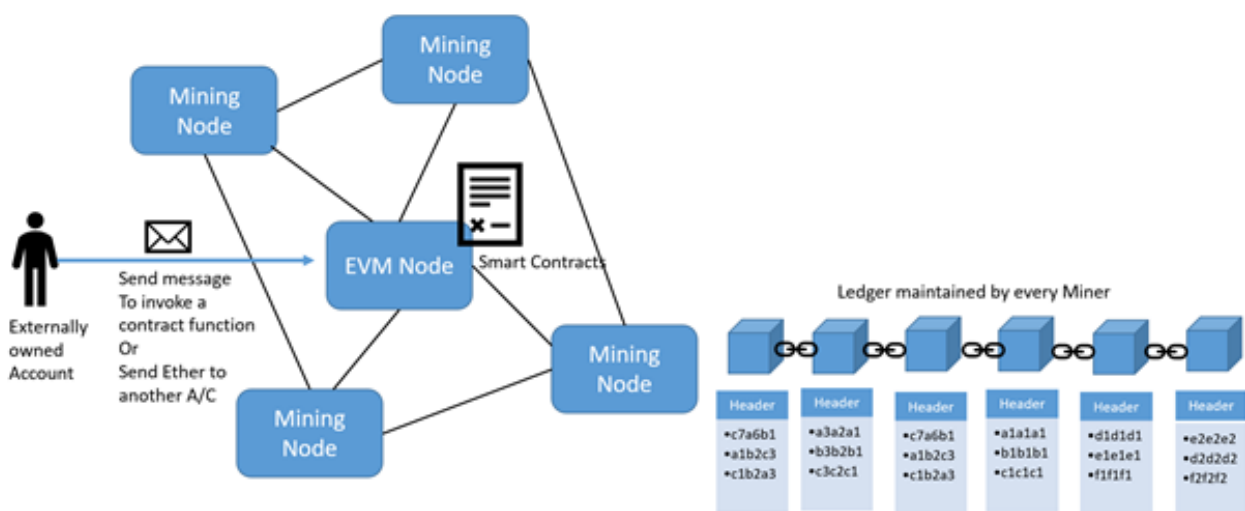 Mining
Node
Mining
Node
EVM Node
Smart Contracts
Send message
To invoke a
contract function
Or
Send Ether to
another A/C
Externally
owned
Account
Mining
Node
Mining
Node
Ledger maintained by every Miner
Header
•c7a6b1
•a1b2c3
•c1b2a3
Header
•a3a2a1
•b3b2b1
•c3c2c1
Header
•c7a6b1
•a1b2c3
•c1b2a3
Header
•a1a1a1
•b1b1b1
•c1c1c1
Header
•d1d1d1
•e1e1e1
•f1f1f1
Header
•e2e2e2
•d2d2d2
•f2f2f2